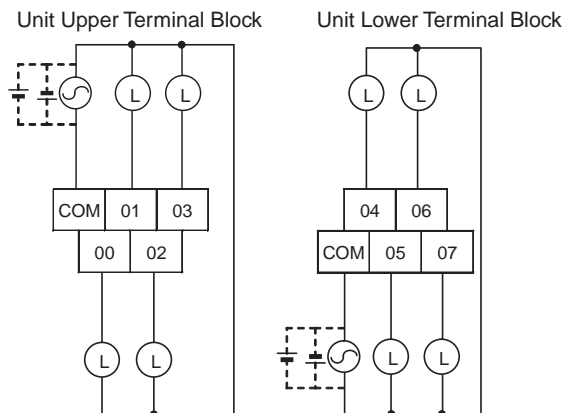 Unit Upper Terminal Block
Unit Lower Terminal Block
L L
L L
COM 01 03
00 02
04 06
COM 05 07
L L
L L